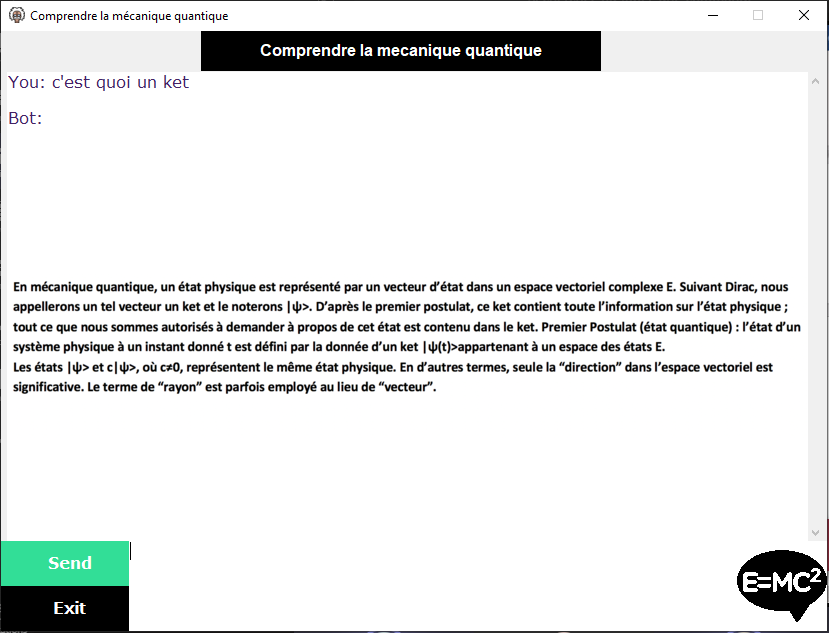 Comprendre la mécanique quantique
Comprendre la mecanique quantique
You: c'est quoi un ket
Bot:
En mécanique quantique, un état physique est représenté par un vecteur d’état dans un espace vectoriel complexe E. Suivant Dirac, nous
appellerons un tel vecteur un ket et le noterons |ψ>. D’après le premier postulat, ce ket contient toute l’information sur l’état physique ;
tout ce que nous sommes autorisés à demander à propos de cet état est contenu dans le ket. Premier Postulat (état quantique) : l’état d’un
système physique à un instant donné t est défini par la donnée d’un ket |ψ(t)>appartenant à un espace des états E.
Les états |ψ> et c|ψ>, où c≠0, représentent le même état physique. En d’autres termes, seule la “direction” dans l’espace vectoriel est
significative. Le terme de “rayon” est parfois employé au lieu de “vecteur”.
Send
Exit
E=MC²